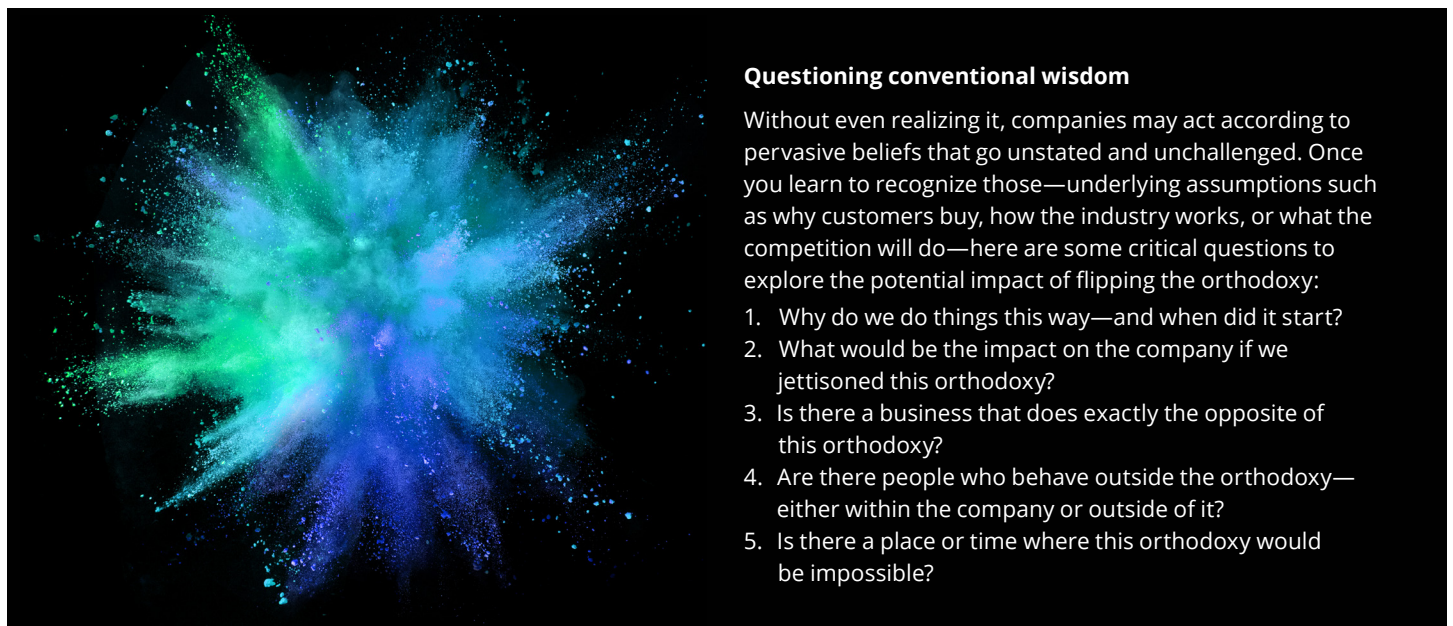 Questioning conventional wisdom
Without even realizing it, companies may act according to
pervasive beliefs that go unstated and unchallenged. Once
you learn to recognize those—underlying assumptions such
as why customers buy, how the industry works, or what the
competition will do—here are some critical questions to
explore the potential impact of flipping the orthodoxy:
1. Why do we do things this way—and when did it start?
2. What would be the impact on the company if we
jettisoned this orthodoxy?
3. Is there a business that does exactly the opposite of
this orthodoxy?
4. Are there people who behave outside the orthodoxy—
either within the company or outside of it?
5. Is there a place or time where this orthodoxy would
be impossible?